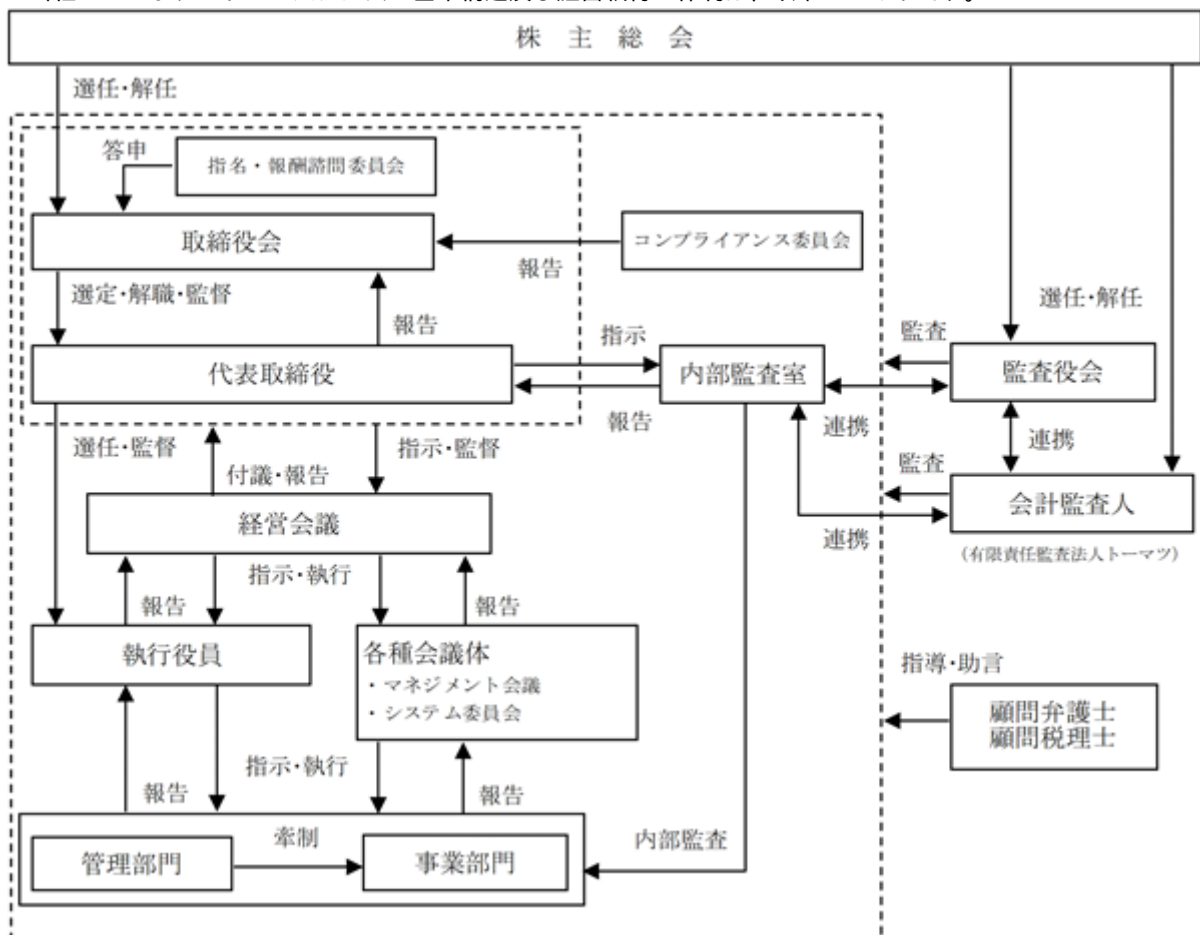 株主総会
選任・解任
答申
指名・報酬諮問委員会
取締役会
コンプライアンス委員会
報告
選定・解職・監督
報告
選任・解任
指示
監査
代表取締役
内部監査室
監査役会
報告
連携
連携
選任・監督
指示・監督
付議・報告
監査
経営会議
会計監査人
連携
(有限責任監査法人トーマツ)
指示・執行
報告
報告
執行役員
各種会議体
・マネジメント会議
・システム委員会
指導・助言
顧問弁護士
顧問税理士
指示・執行
報告
報告
牽制
内部監査
管理部門
事業部門